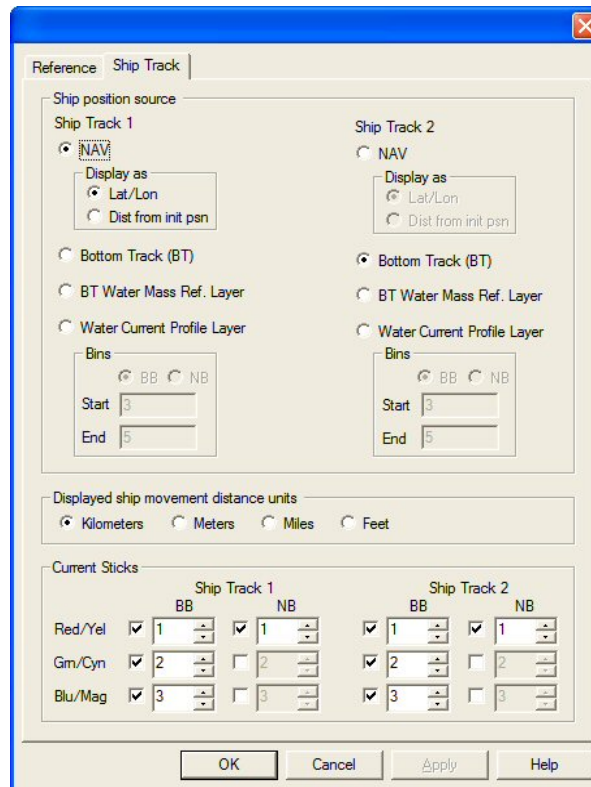 Reference Ship Track
Ship position source
Ship Track 1
NAV
Display as
Lat/Lon
Dist from init psn
Bottom Track (BT)
BT Water Mass Ref. Layer
Water Current Profile Layer
Bins
BB NB
Start 3
End 5
Ship Track 2
NAV
Display as
Lat/Lon
Dist from init psn
Bottom Track (BT)
BT Water Mass Ref. Layer
Water Current Profile Layer
Bins
BB NB
Start 3
End 5
Displayed ship movement distance units
Kilometers Meters Miles Feet
Current Sticks
Ship Track 1 Ship Track 2
BB NB BB NB
Red/Yel 1 1 1 1
Grn/Cyn 2 2 2 2
Blu/Mag 3 3 3 3
OK Cancel Apply Help